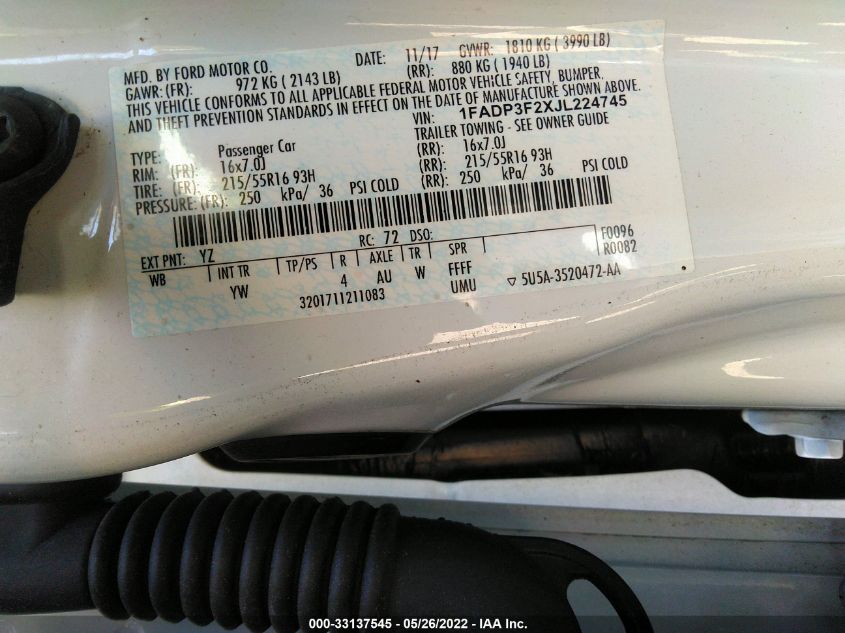 MFD. BY FORD MOTOR CO. DATE: 11/17 GVWR: 1810 KG ( 3990 LB)
GAWR: (FR): 972 KG ( 2143 LB) (RR): 880 KG ( 1940 LB)
THIS VEHICLE CONFORMS TO ALL APPLICABLE FEDERAL MOTOR VEHICLE SAFETY, BUMPER,
AND THEFT PREVENTION STANDARDS IN EFFECT ON THE DATE OF MANUFACTURE SHOWN ABOVE.
VIN: 1FADP3F2XJL224745
TRAILER TOWING - SEE OWNER GUIDE
TYPE: Passenger Car
RIM: (FR): 16x7.0J (RR): 16x7.0J
TIRE: (FR): 215/55R16 93H (RR): 215/55R16 93H
PRESSURE: (FR): 250 kPa/ 36 PSI COLD (RR): 250 kPa/ 36 PSI COLD
EXT PNT: YZ RC: 72 DSO: F0096
WB INT TR TP/PS R AXLE TR SPR R0082
YW 4 AU W FFFF
3201711211083 UMU ▽ 5U5A-3520472-AA
000-33137545 - 05/26/2022 - IAA Inc.